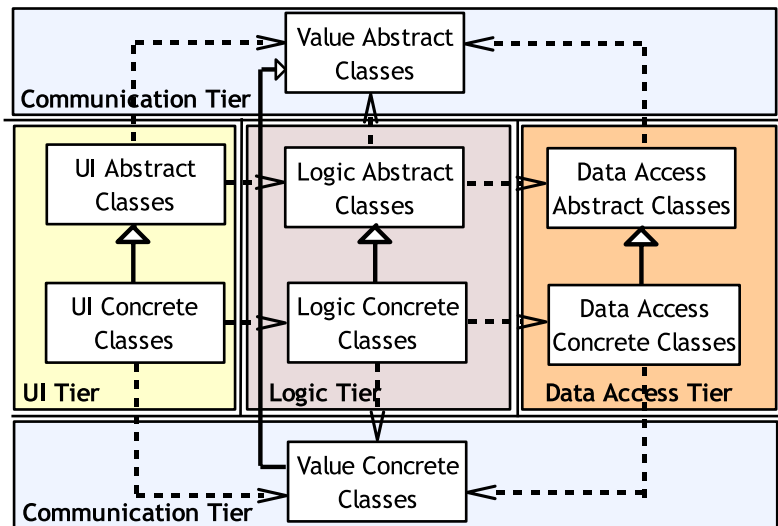 Value Abstract
Classes
Communication Tier
UI Abstract
Classes
Logic Abstract
Classes
Data Access
Abstract Classes
UI Concrete
Classes
Logic Concrete
Classes
Data Access
Concrete Classes
UI Tier
Logic Tier
Data Access Tier
Value Concrete
Classes
Communication Tier